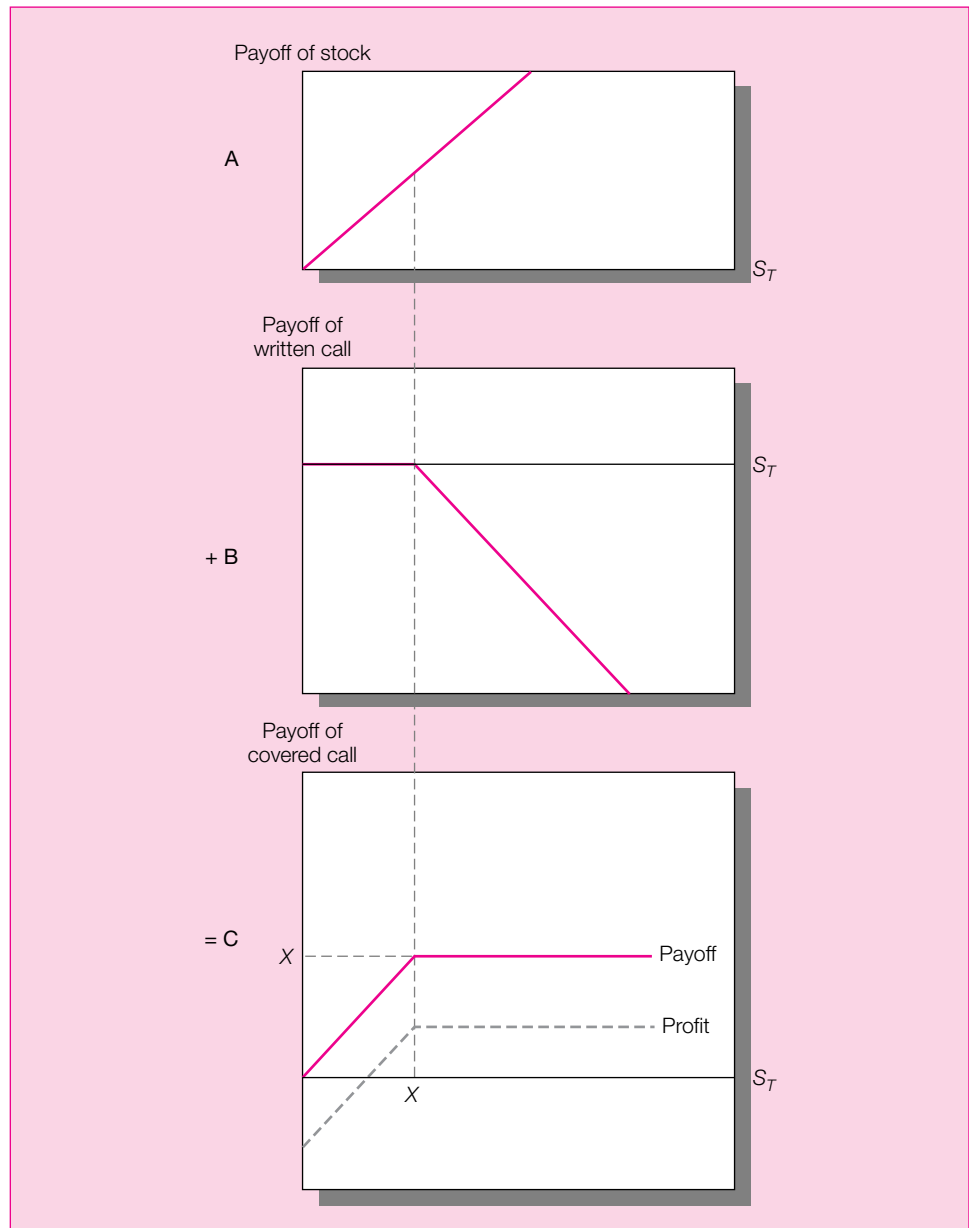 Payoff of stock
A
S_T
Payoff of
written call
S_T
+ B
Payoff of
covered call
= C
X
Payoff
Profit
S_T
X